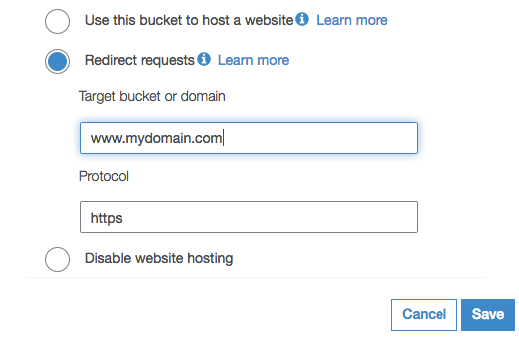 Use this bucket to host a website Learn more
Redirect requests Learn more
Target bucket or domain
www.mydomain.com
Protocol
https
Disable website hosting
Cancel Save